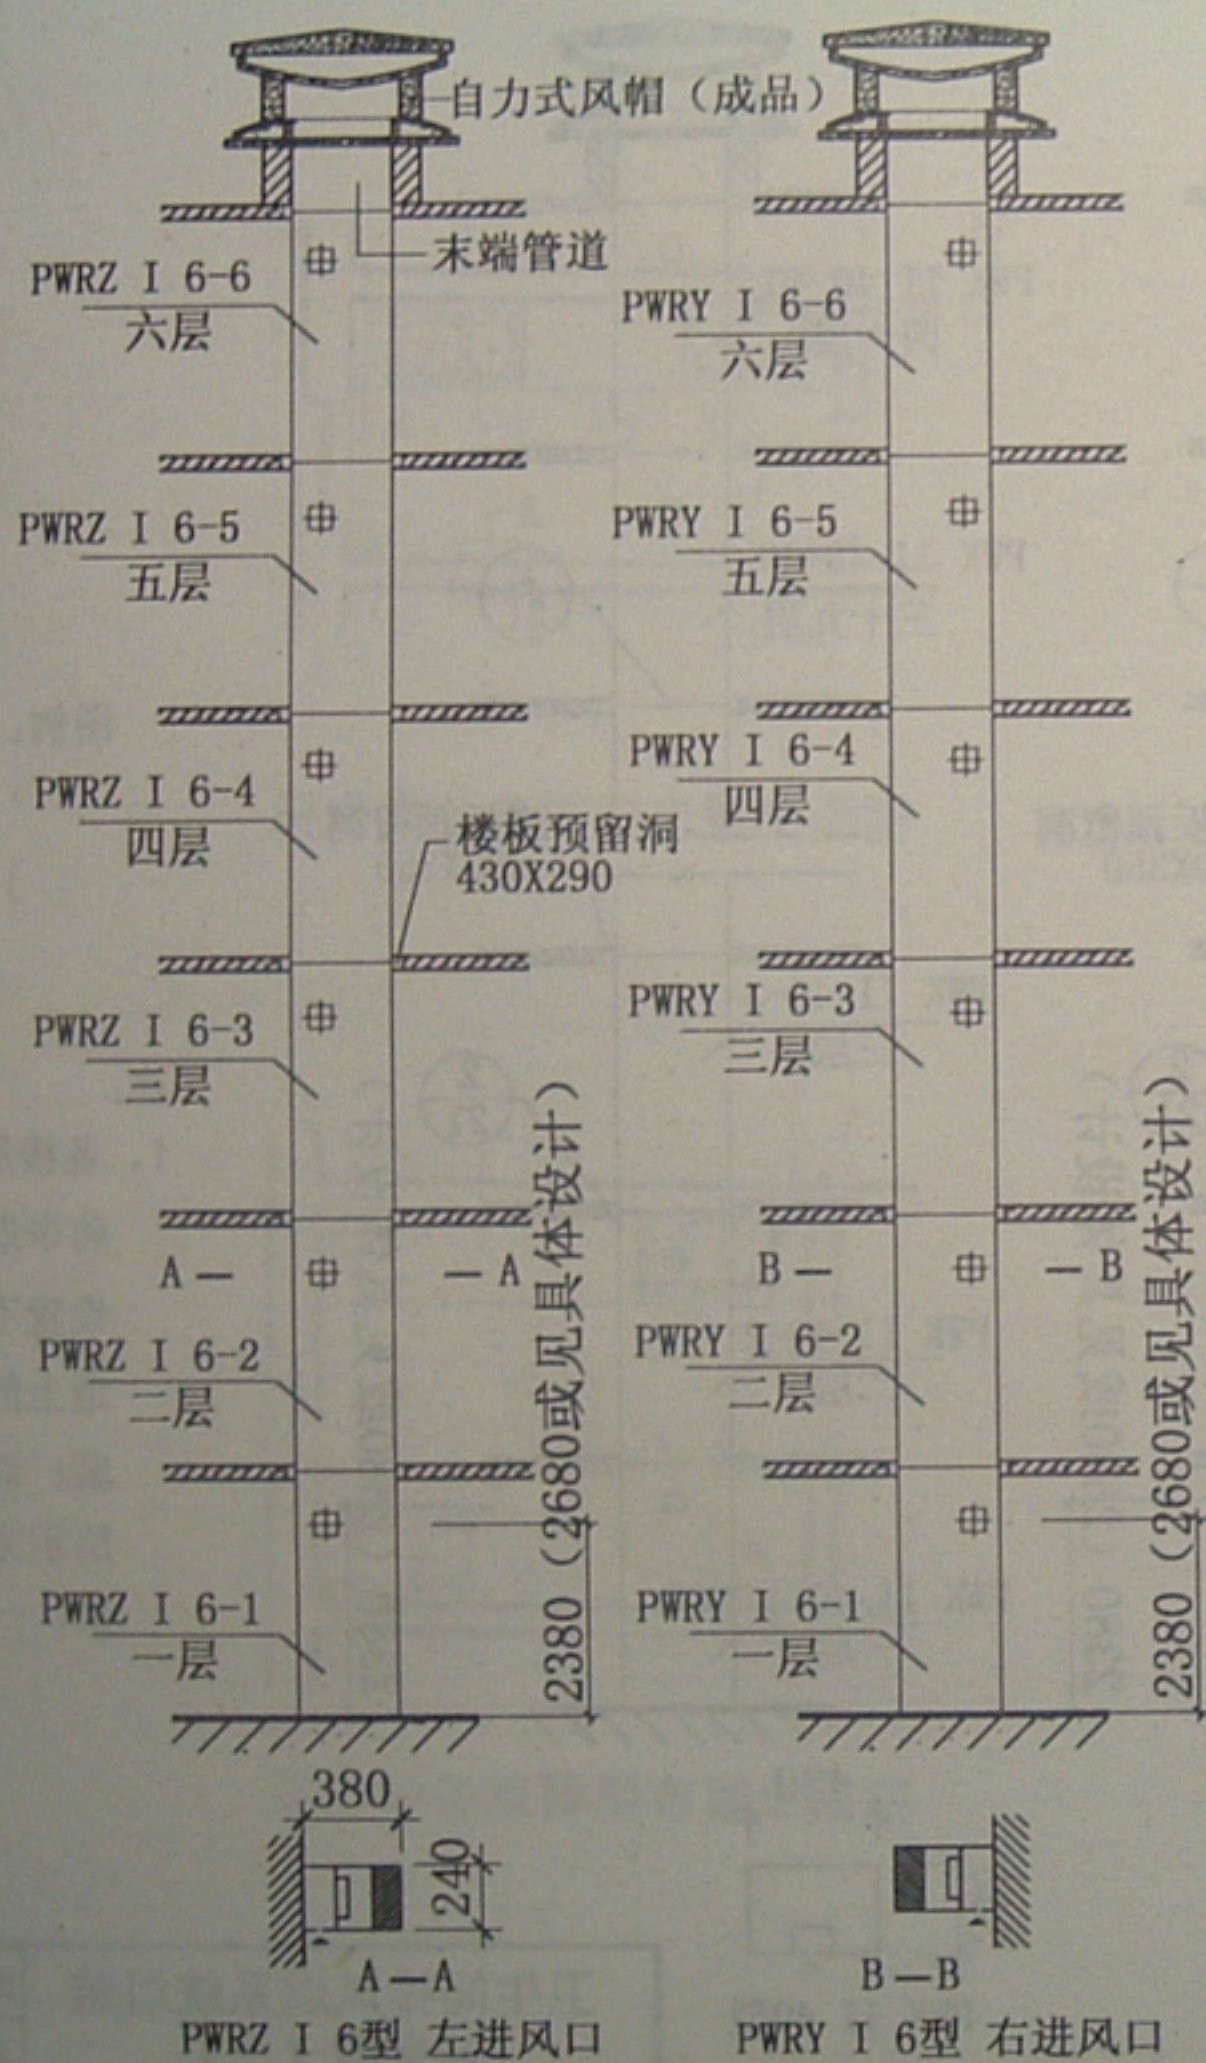 自力式风帽（成品）
末端管道
PWRZ I 6-6
六层
PWRY I 6-6
六层
PWRZ I 6-5
五层
PWRY I 6-5
五层
PWRZ I 6-4
四层
PWRY I 6-4
四层
楼板预留洞
430X290
PWRZ I 6-3
三层
PWRY I 6-3
三层
A — — A
B — — B
PWRZ I 6-2
二层
PWRY I 6-2
二层
PWRZ I 6-1
一层
PWRY I 6-1
一层
2380（2680或见具体设计）
2380（2680或见具体设计）
380
240
A—A
B—B
PWRZ I 6型 左进风口
PWRY I 6型 右进风口